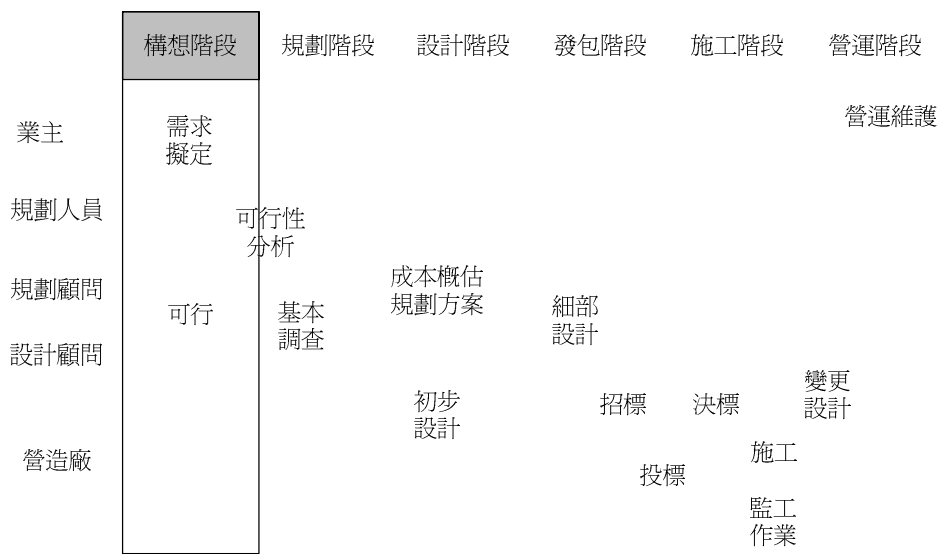 構想階段
規劃階段
設計階段
發包階段
施工階段
營運階段
業主
需求
擬定
營運維護
規劃人員
可行性
分析
規劃顧問
可行
基本
調查
成本概估
規劃方案
細部
設計
設計顧問
初步
設計
招標
決標
變更
設計
營造廠
投標
施工
監工
作業